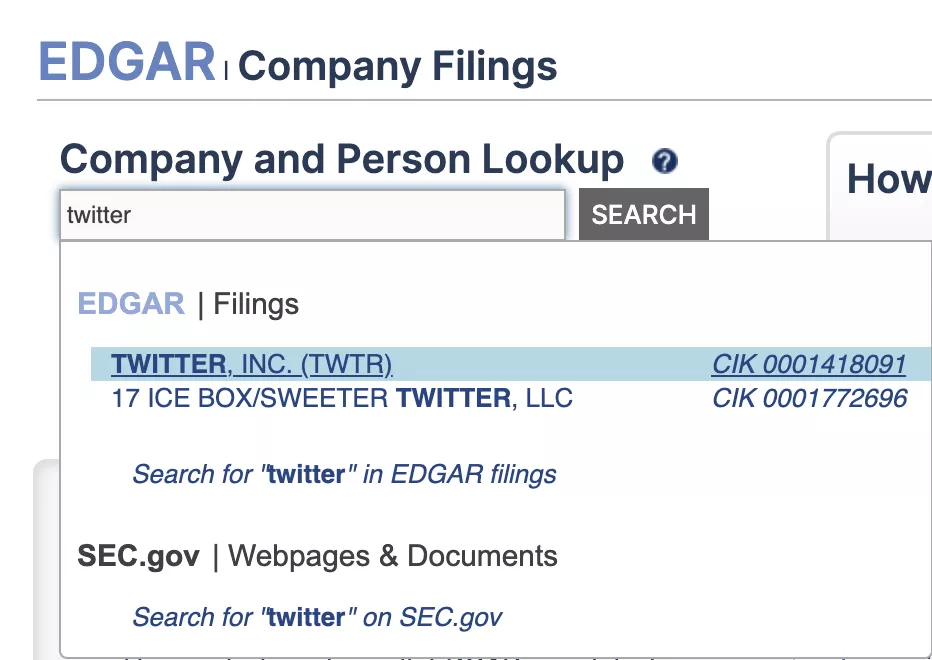 EDGAR | Company Filings
Company and Person Lookup ?
How
twitter
SEARCH
EDGAR | Filings
TWITTER, INC. (TWTR) CIK 0001418091
17 ICE BOX/SWEETER TWITTER, LLC CIK 0001772696
Search for "twitter" in EDGAR filings
SEC.gov | Webpages & Documents
Search for "twitter" on SEC.gov